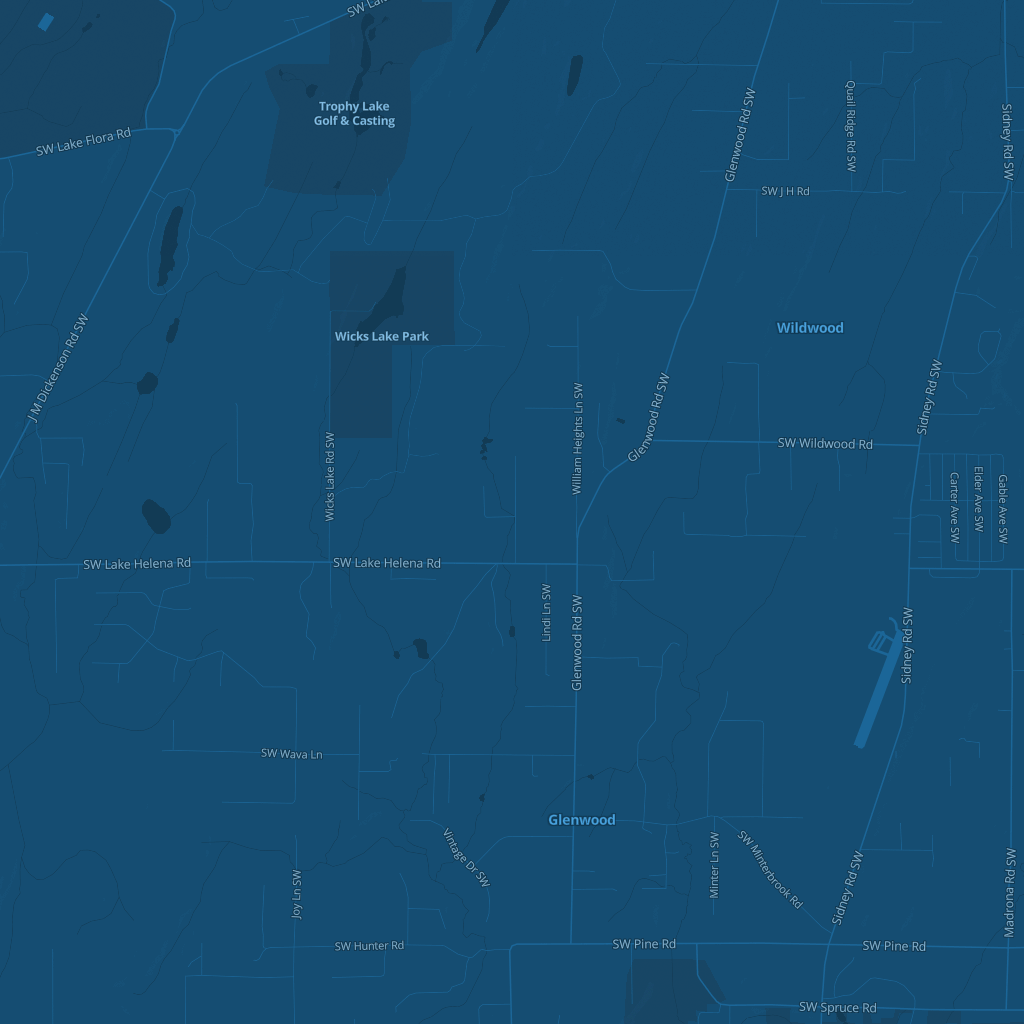 SW Lake
Trophy Lake
Golf & Casting
SW Lake Flora Rd
Glenwood Rd SW
Quail Ridge Rd SW
Sidney Rd SW
SW J H Rd
J M Dickenson Rd SW
Wicks Lake Park
Wildwood
Glenwood Rd SW
Sidney Rd SW
William Heights Ln SW
Wicks Lake Rd SW
SW Wildwood Rd
Carter Ave SW
Elder Ave SW
Gable Ave SW
SW Lake Helena Rd
SW Lake Helena Rd
Lindi Ln SW
Glenwood Rd SW
Sidney Rd SW
SW Wava Ln
Glenwood
Vintage Dr SW
Minter Ln SW
SW Minterbrook Rd
Joy Ln SW
Sidney Rd SW
Madrona Rd SW
SW Hunter Rd
SW Pine Rd
SW Pine Rd
SW Spruce Rd